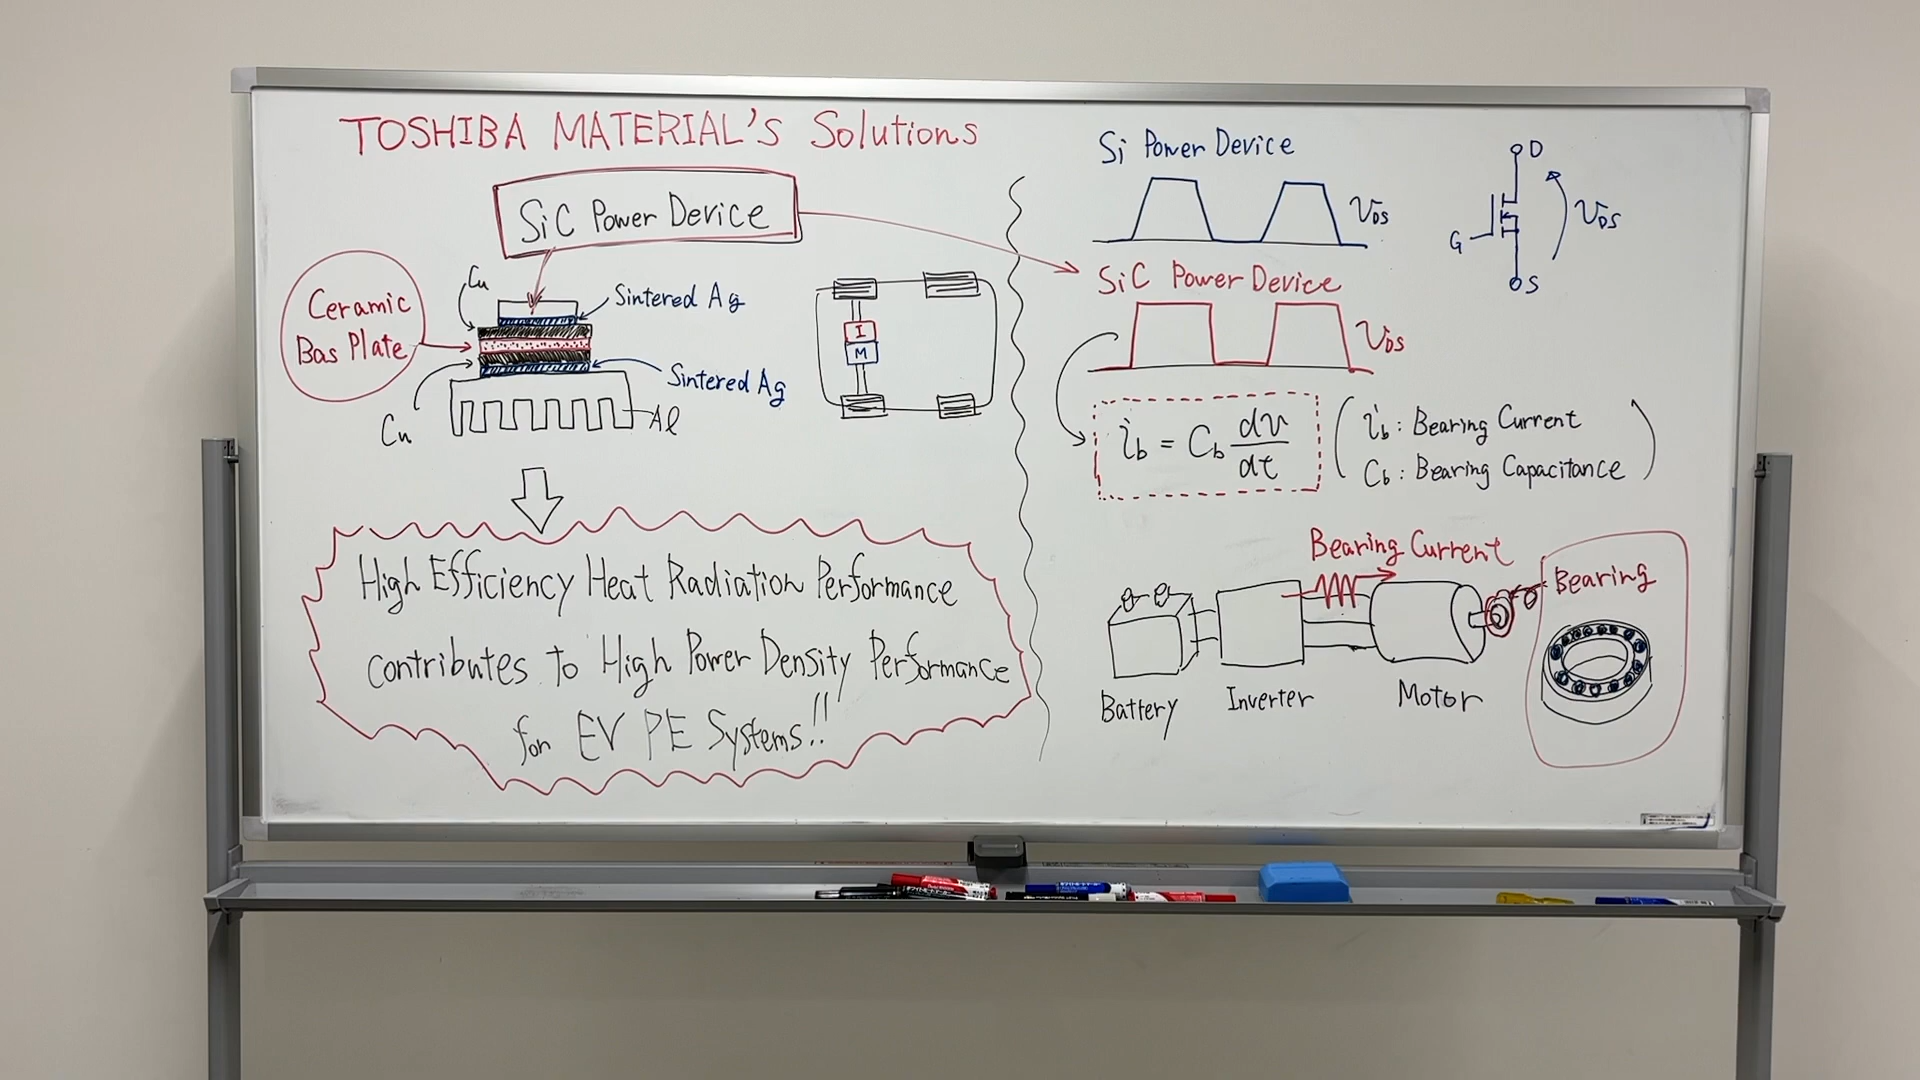 TOSHIBA MATERIAL'S Solutions
SiC Power Device
Ceramic
Bas Plate
Cu
Sintered Ag
Sintered Ag
Cu
Al
I
M
High Efficiency Heat Radiation Performance
contributes to High Power Density Performance
for EV PE Systems!!
Si Power Device
VDS
D
G
S
VDS
SiC Power Device
VDS
ib = Cb dv/dt
ib : Bearing Current
Cb : Bearing Capacitance
Bearing Current
Bearing
Battery
Inverter
Motor